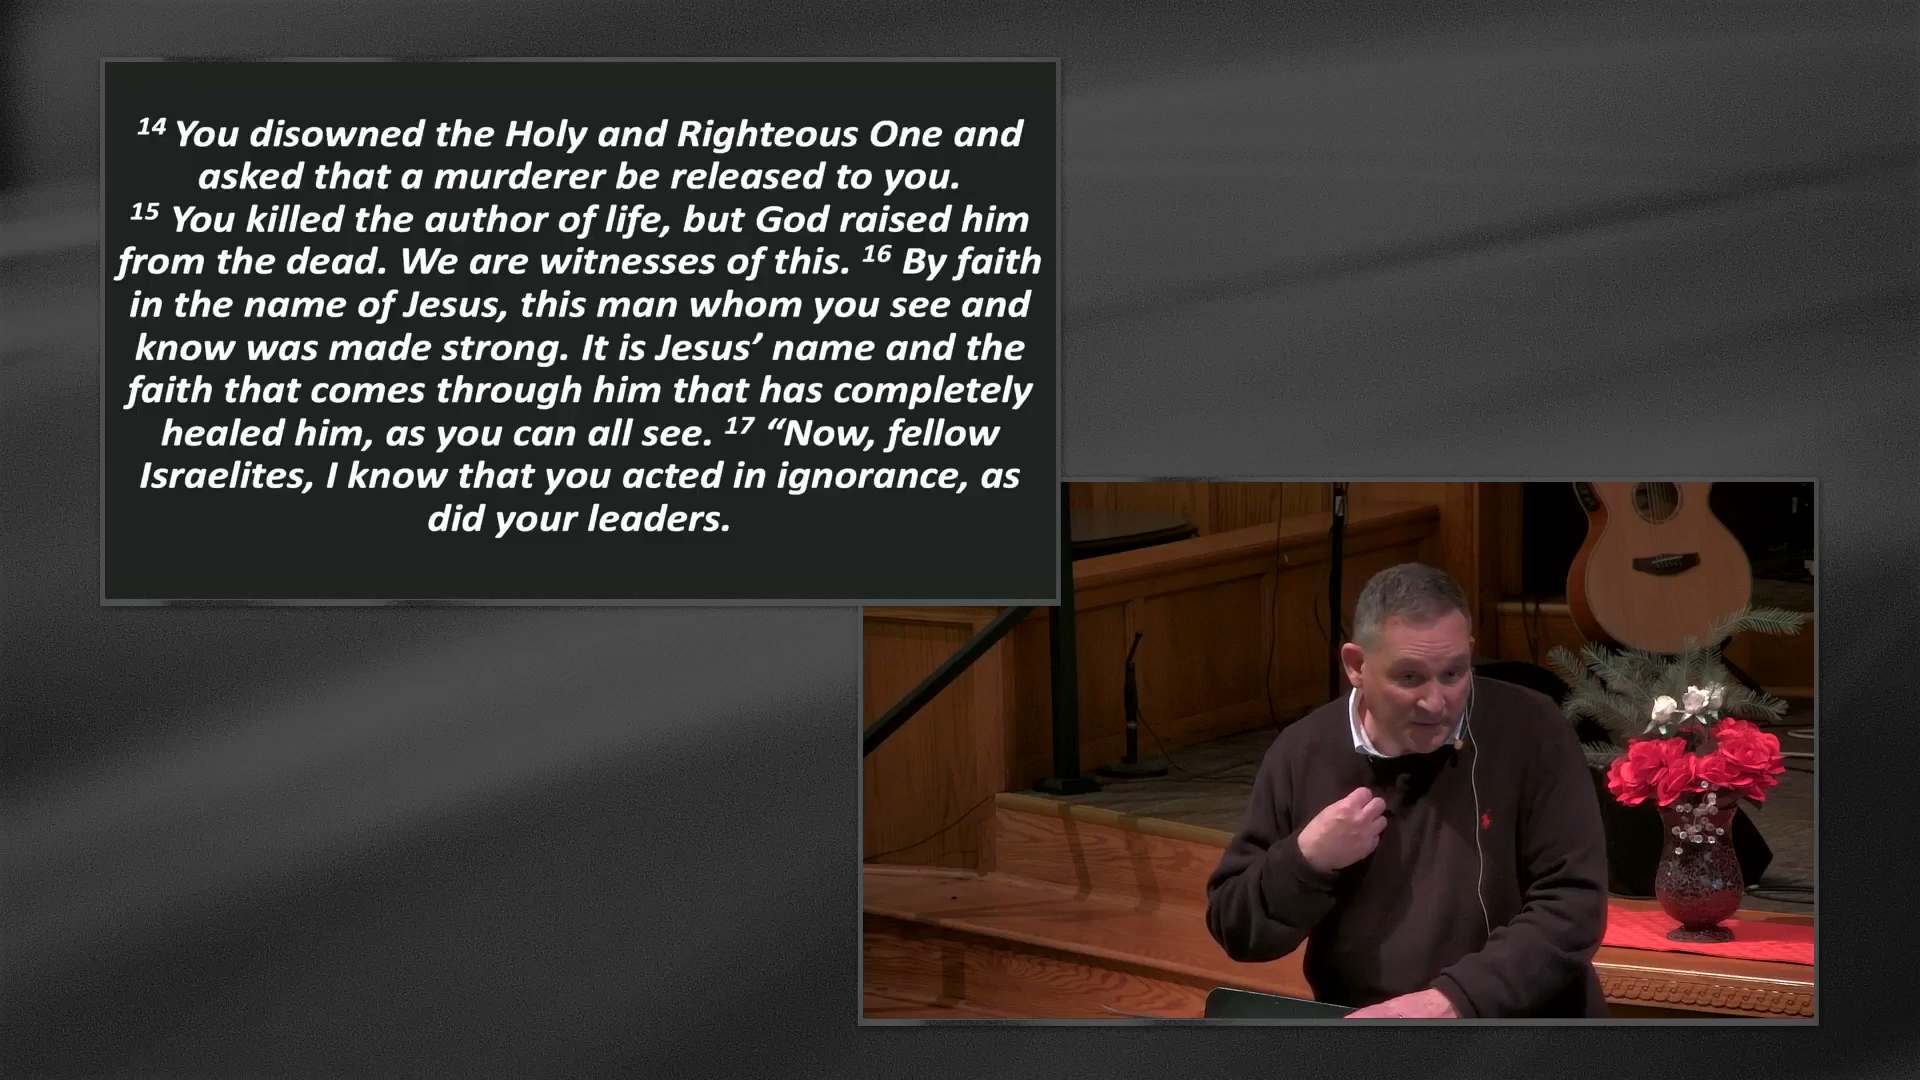 14 You disowned the Holy and Righteous One and
asked that a murderer be released to you.
15 You killed the author of life, but God raised him
from the dead. We are witnesses of this. 16 By faith
in the name of Jesus, this man whom you see and
know was made strong. It is Jesus’ name and the
faith that comes through him that has completely
healed him, as you can all see. 17 “Now, fellow
Israelites, I know that you acted in ignorance, as
did your leaders.